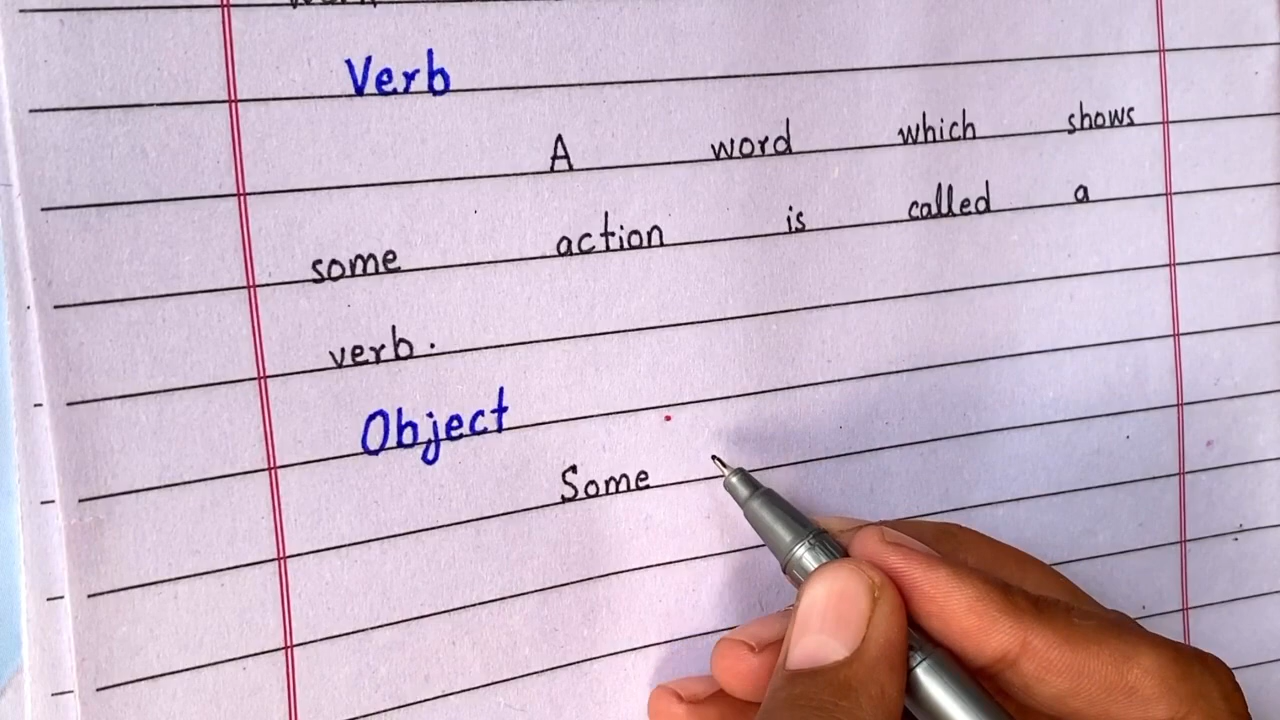 Verb
A word which shows
some action is called a
verb.
Object
Some